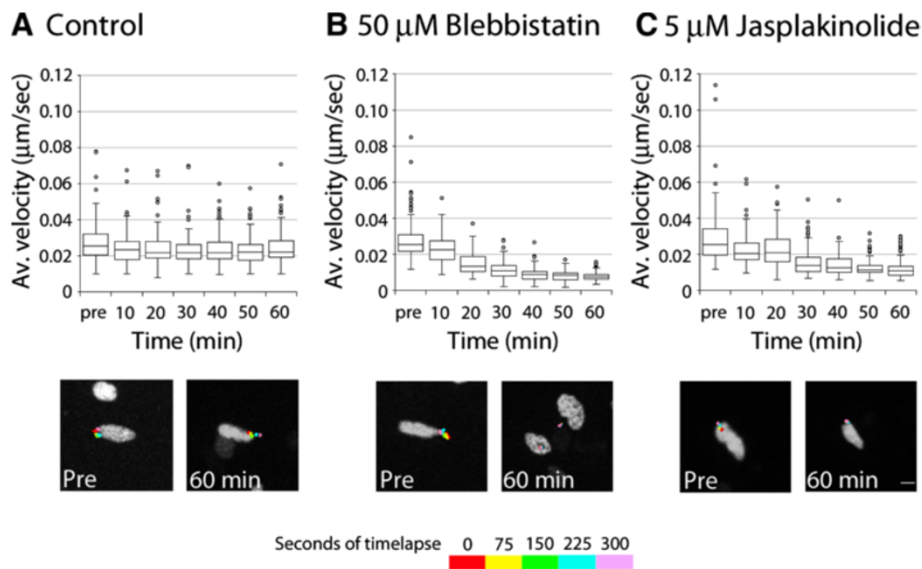 A Control
B 50 µM Blebbistatin
C 5 µM Jasplakinolide
Av. velocity (µm/sec)
0.12
0.10
0.08
0.06
0.04
0.02
0
pre 10 20 30 40 50 60
Time (min)
Av. velocity (µm/sec)
0.12
0.10
0.08
0.06
0.04
0.02
0
pre 10 20 30 40 50 60
Time (min)
Av. velocity (µm/sec)
0.12
0.10
0.08
0.06
0.04
0.02
0
pre 10 20 30 40 50 60
Time (min)
Pre
60 min
Pre
60 min
Pre
60 min
Seconds of timelapse 0 75 150 225 300